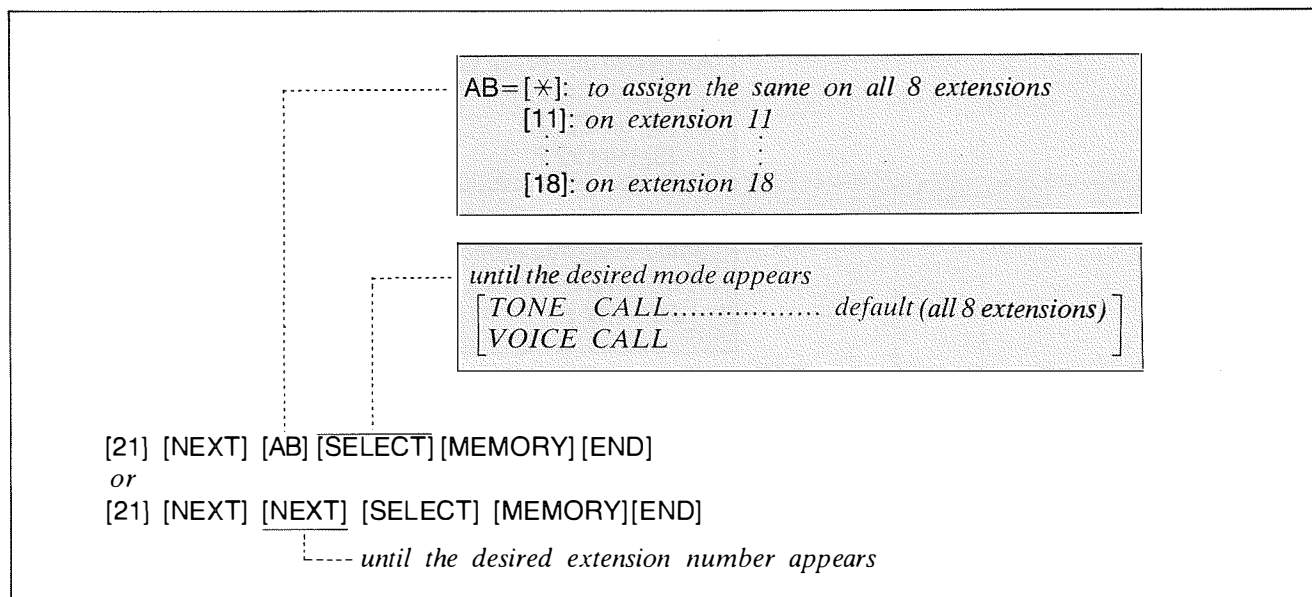 AB=[✳]: to assign the same on all 8 extensions
[11]: on extension 11
: :
[18]: on extension 18
until the desired mode appears
[TONE CALL................. default (all 8 extensions)]
[VOICE CALL]
[21] [NEXT] [AB] [SELECT] [MEMORY] [END]
or
[21] [NEXT] [NEXT] [SELECT] [MEMORY][END]
until the desired extension number appears